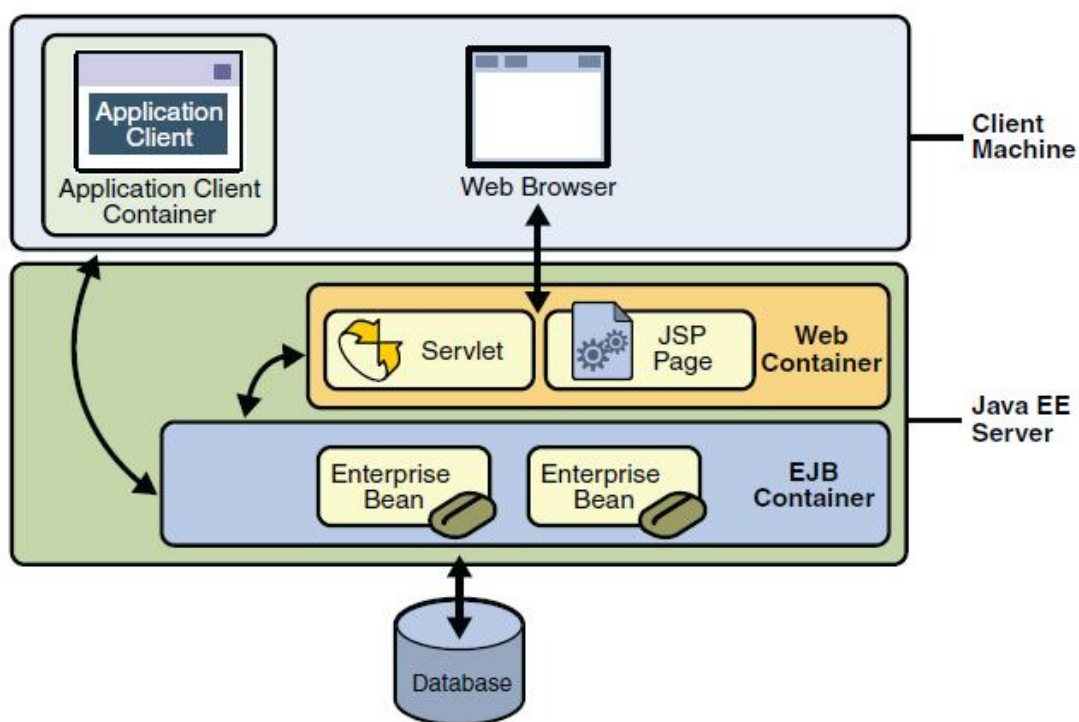 Application
Client
Application Client
Container
Web Browser
Client
Machine
Servlet
JSP
Page
Web
Container
Java EE
Server
Enterprise
Bean
Enterprise
Bean
EJB
Container
Database